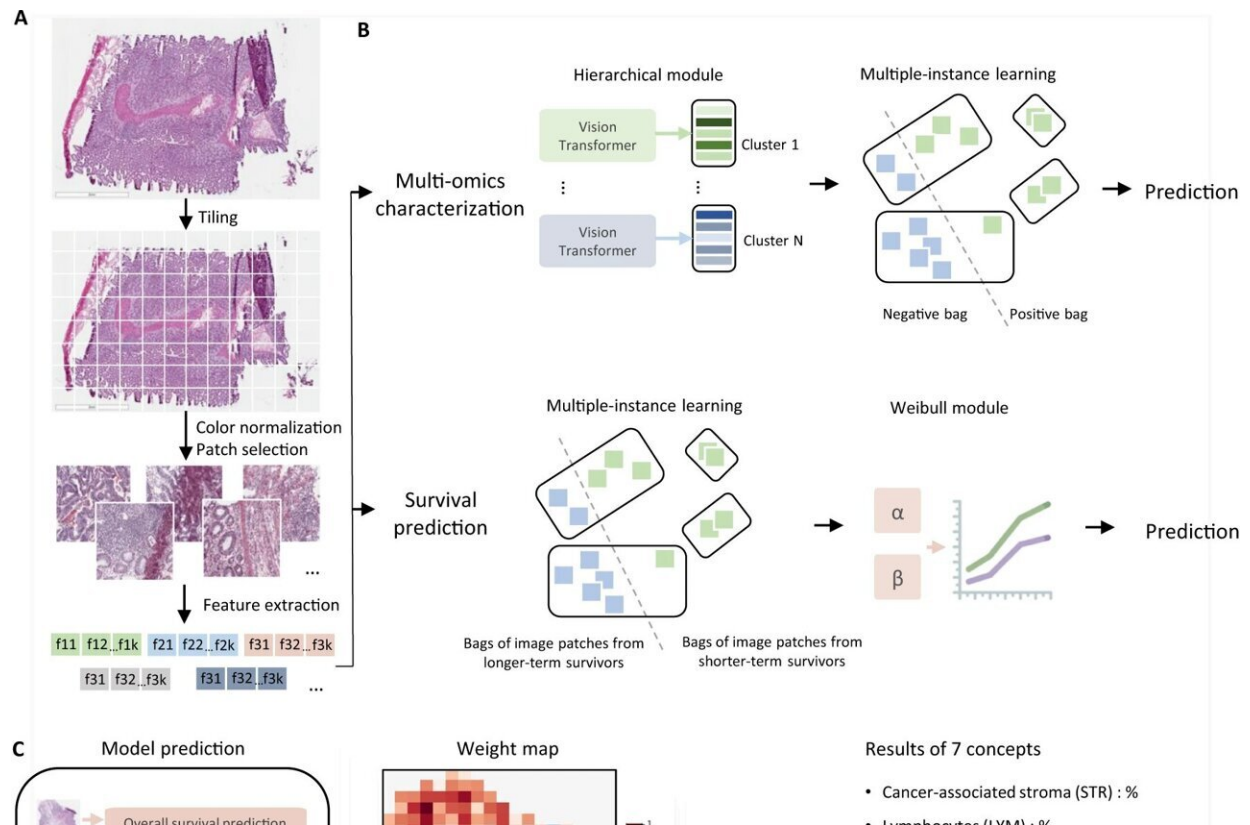 A
Tiling
Color normalization
Patch selection
Feature extraction
f11 f12 ... f1k f21 f22 ... f2k f31 f32 ... f3k
f31 f32 ... f3k f31 f32 ... f3k ...
B
Multi-omics
characterization
Hierarchical module
Vision
Transformer
Cluster 1
Vision
Transformer
Cluster N
Multiple-instance learning
Negative bag
Positive bag
Prediction
Survival
prediction
Multiple-instance learning
Bags of image patches from
longer-term survivors
Bags of image patches from
shorter-term survivors
Weibull module
α
β
Prediction
C
Model prediction
Overall survival prediction
Weight map
1
Results of 7 concepts
• Cancer-associated stroma (STR) : %
• Lymphocytes (LYM) : %